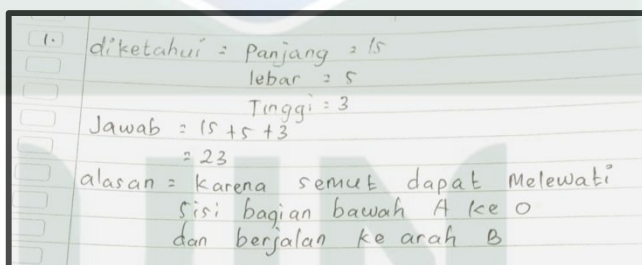 1.) diketahui = Panjang = 15
lebar = 5
Tinggi = 3
Jawab = 15 + 5 + 3
= 23
alasan = Karena semut dapat Melewati
sisi bagian bawah A ke O
dan berjalan ke arah B